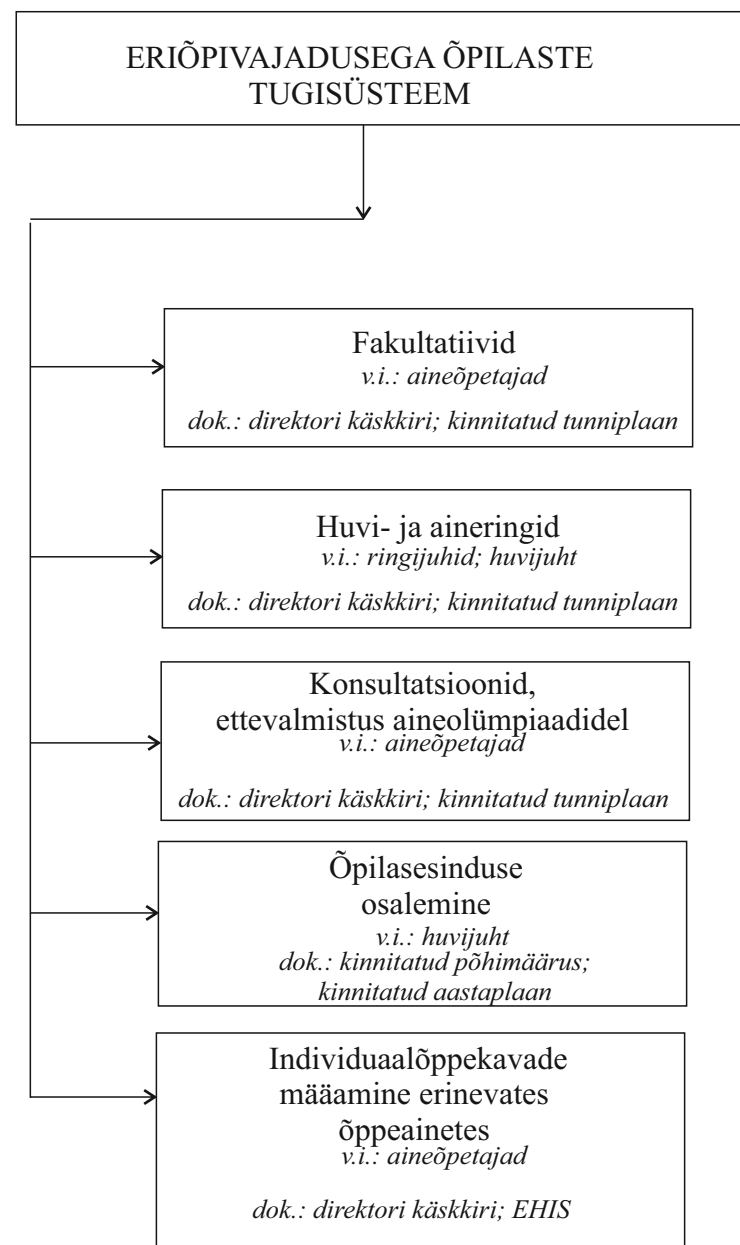 ERIÕPIVAJADUSEGA ÕPILASTE
TUGISÜSTEEM
Fakultatiivid
v.i.: aineõpetajad
dok.: direktori käskkiri; kinnitatud tunniplaan
Huvi- ja aineringid
v.i.: ringijuhid; huvijuht
dok.: direktori käskkiri; kinnitatud tunniplaan
Konsultatsioonid,
ettevalmistus aineolümpiaadidel
v.i.: aineõpetajad
dok.: direktori käskkiri; kinnitatud tunniplaan
Õpilasesinduse
osalemine
v.i.: huvijuht
dok.: kinnitatud põhimäärus;
kinnitatud aastaplaan
Individuaalõppekavade
määamine erinevates
õppeainetes
v.i.: aineõpetajad
dok.: direktori käskkiri; EHIS